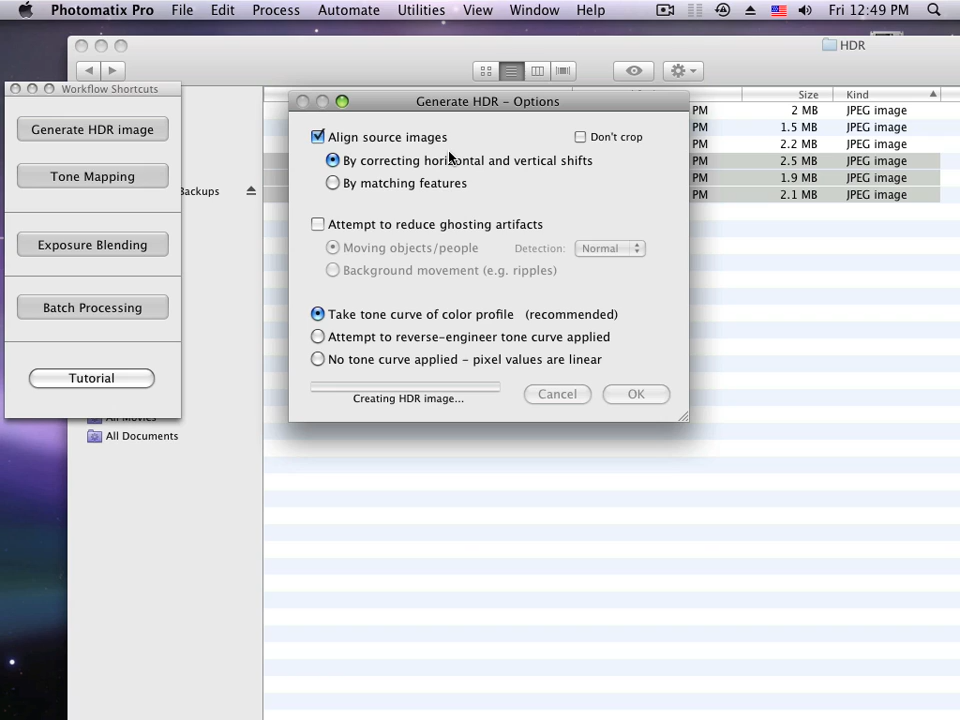 Photomatix Pro File Edit Process Automate Utilities View Window Help Fri 12:49 PM
HDR
Workflow Shortcuts
Generate HDR image
Tone Mapping
Exposure Blending
Batch Processing
Tutorial
Backups
All Movies
All Documents
Size Kind
PM 2 MB JPEG image
PM 1.5 MB JPEG image
PM 2.2 MB JPEG image
PM 2.5 MB JPEG image
PM 1.9 MB JPEG image
PM 2.1 MB JPEG image
Generate HDR - Options
Align source images Don't crop
By correcting horizontal and vertical shifts
By matching features
Attempt to reduce ghosting artifacts
Moving objects/people Detection: Normal
Background movement (e.g. ripples)
Take tone curve of color profile (recommended)
Attempt to reverse-engineer tone curve applied
No tone curve applied - pixel values are linear
Creating HDR image... Cancel OK